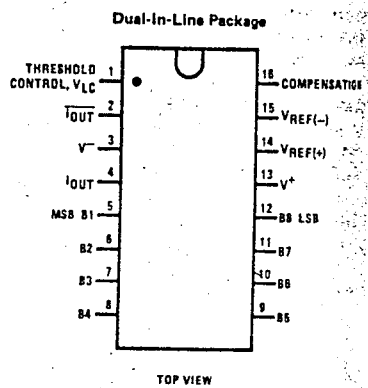 Dual-In-Line Package
THRESHOLD
CONTROL, VLC
1
16
COMPENSATION
I̅O̅U̅T̅
2
15
VREF(–)
V–
3
14
VREF(+)
IOUT
4
13
V+
MSB B1
5
12
B8 LSB
B2
6
11
B7
B3
7
10
B6
B4
8
9
B5
TOP VIEW